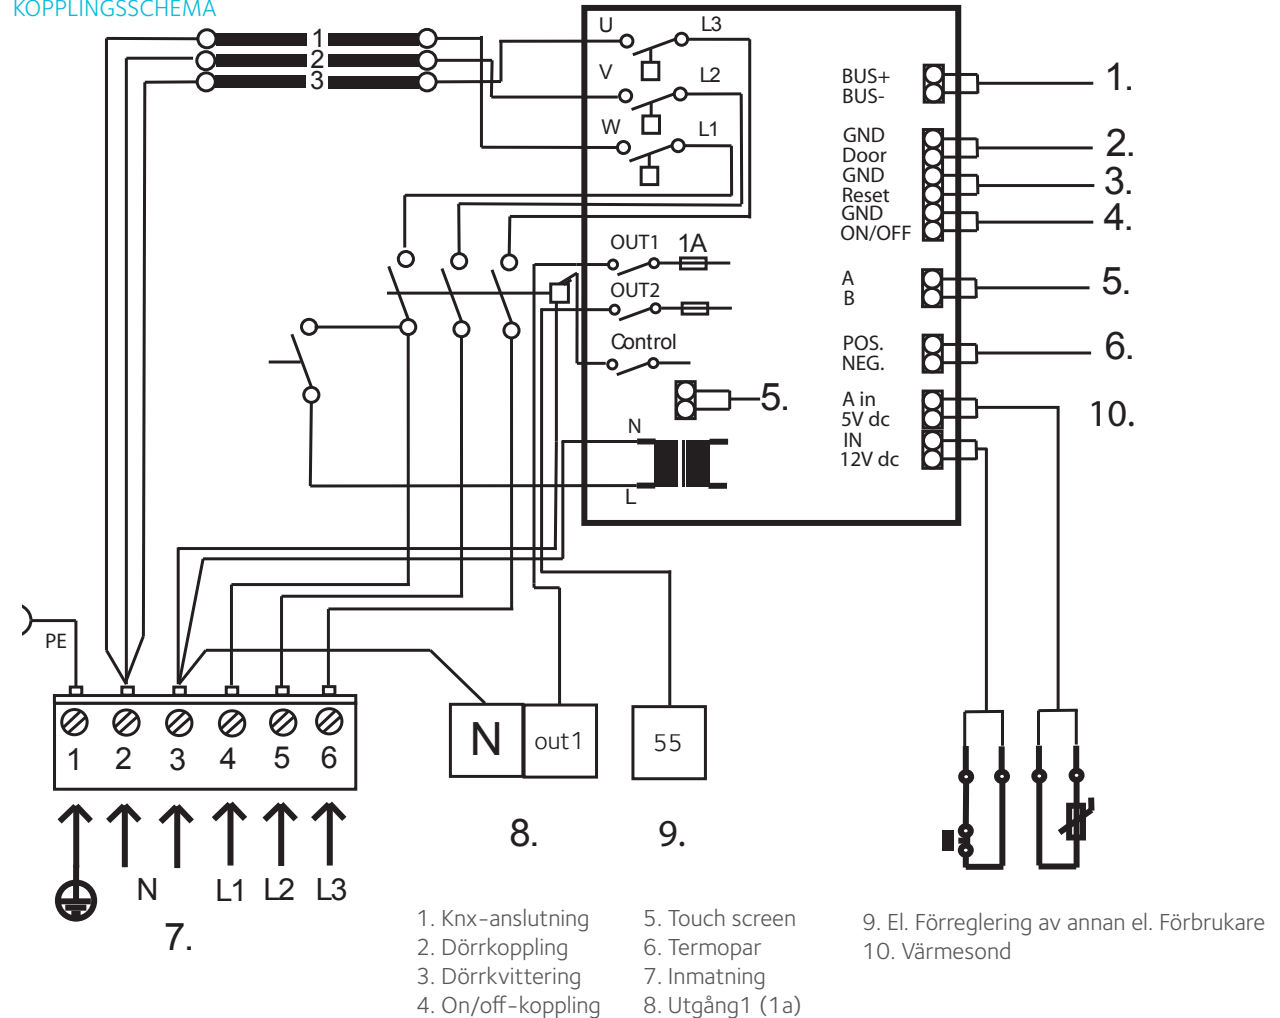 KOPPLINGSSCHEMA
1
2
3
U
L3
V
L2
W
L1
OUT1
1A
OUT2
Control
5.
N
L
BUS+
BUS-
1.
GND
Door
2.
GND
Reset
3.
GND
ON/OFF
4.
A
B
5.
POS.
NEG.
6.
A in
5V dc
10.
IN
12V dc
PE
1 2 3 4 5 6
N L1 L2 L3
7.
N
out1
8.
55
9.
1. Knx-anslutning
2. Dörrkoppling
3. Dörrkvittering
4. On/off-koppling
5. Touch screen
6. Termopar
7. Inmatning
8. Utgång1 (1a)
9. El. Förregling av annan el. Förbrukare
10. Värmesond